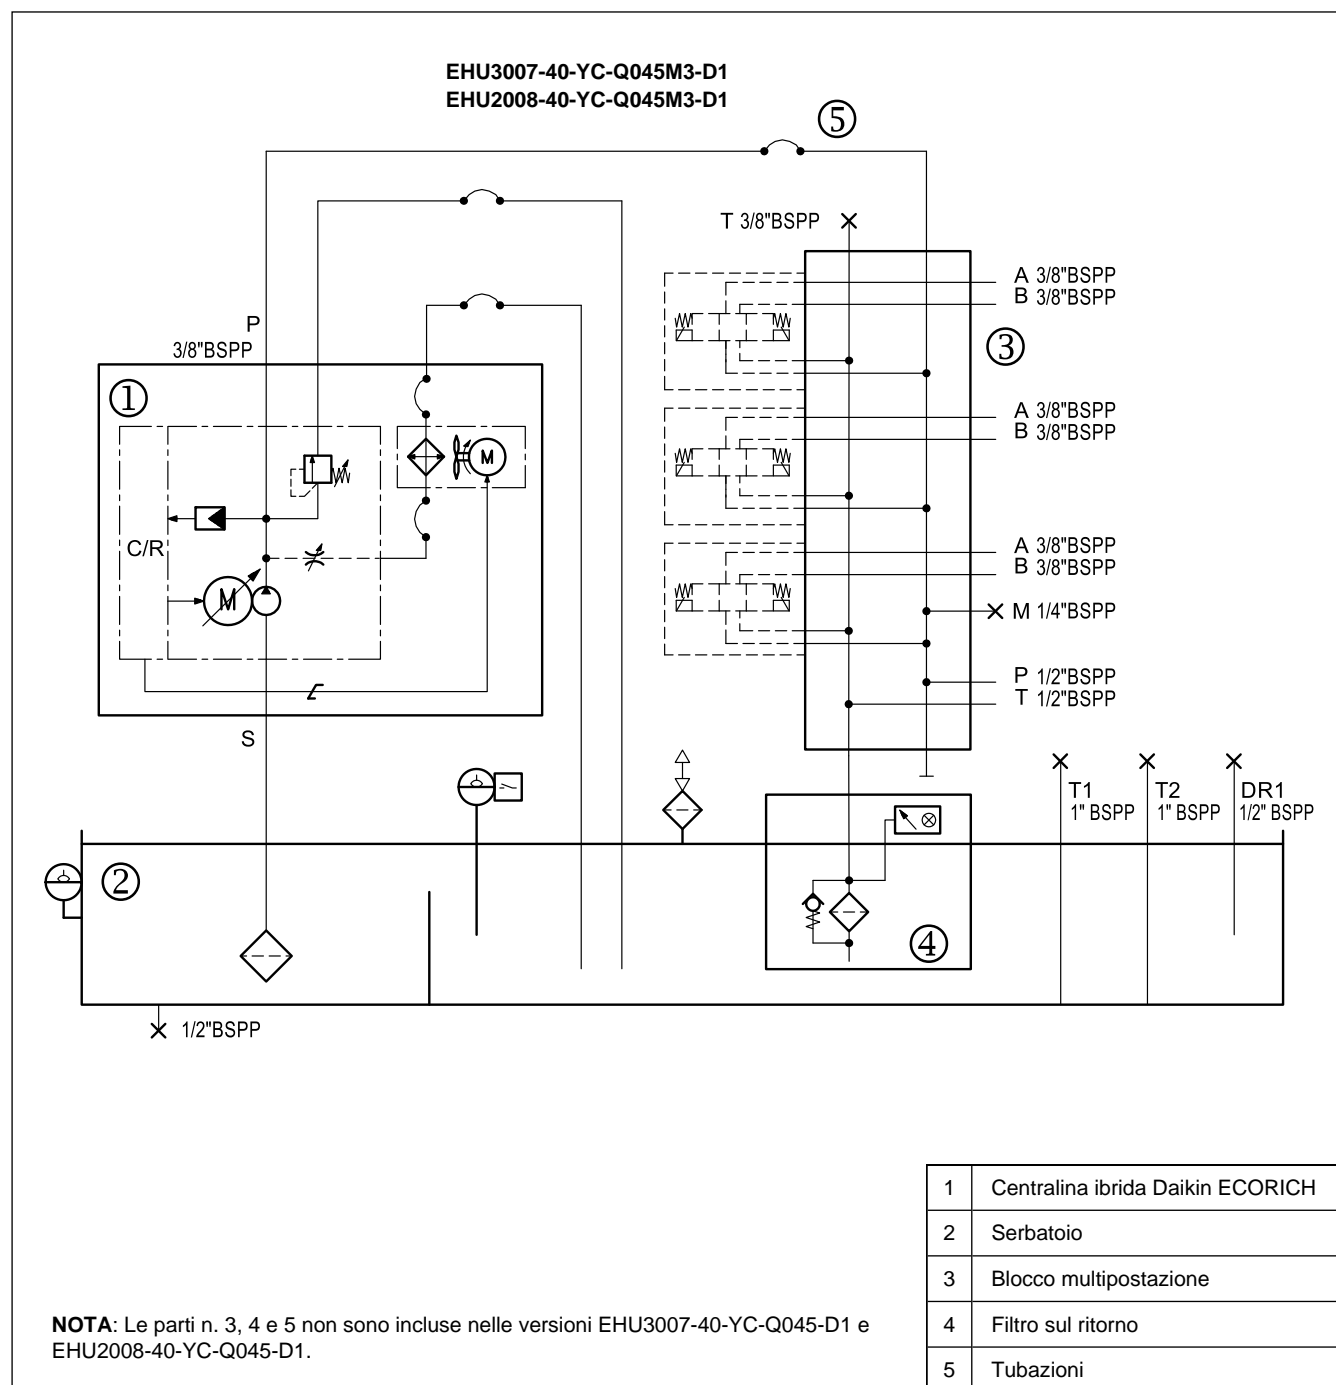 EHU3007-40-YC-Q045M3-D1
EHU2008-40-YC-Q045M3-D1
5
T 3/8"BSPP
A 3/8"BSPP
B 3/8"BSPP
P
3/8"BSPP
3
1
A 3/8"BSPP
B 3/8"BSPP
M
C/R
A 3/8"BSPP
B 3/8"BSPP
M
M 1/4"BSPP
P 1/2"BSPP
T 1/2"BSPP
S
T1
1" BSPP
T2
1" BSPP
DR1
1/2" BSPP
2
4
1/2"BSPP
1 Centralina ibrida Daikin ECORICH
2 Serbatoio
3 Blocco multipostazione
4 Filtro sul ritorno
5 Tubazioni
NOTA: Le parti n. 3, 4 e 5 non sono incluse nelle versioni EHU3007-40-YC-Q045-D1 e
EHU2008-40-YC-Q045-D1.